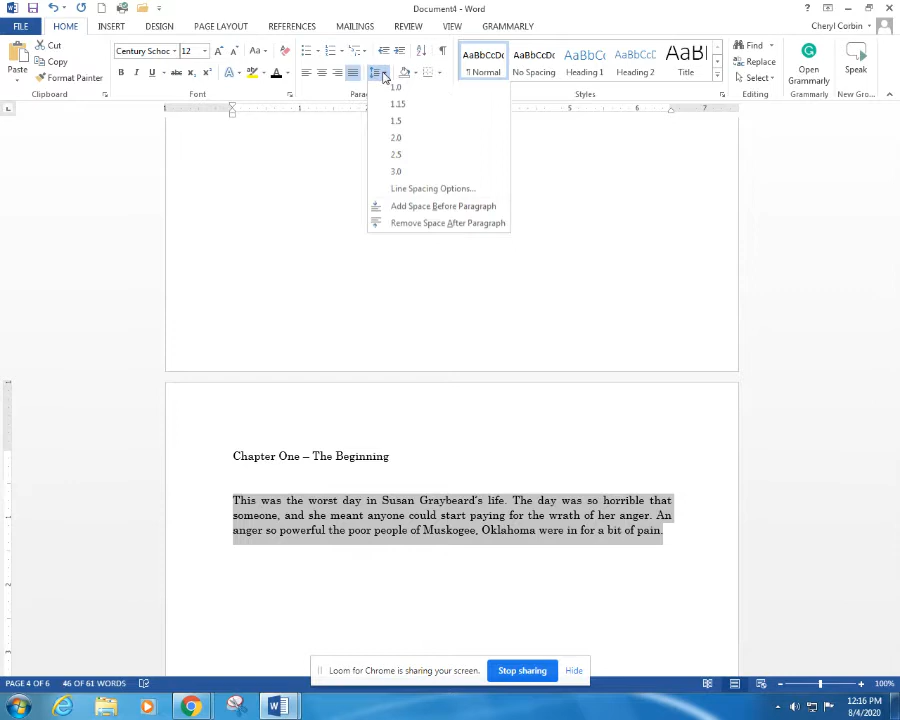 Document4 - Word
FILE HOME INSERT DESIGN PAGE LAYOUT REFERENCES MAILINGS REVIEW VIEW GRAMMARLY Cheryl Corbin
Paste
Cut
Copy
Format Painter
Clipboard
Century Schoc 12
Font
AaBbCcDc AaBbCcDc AaBbC( AaBbCcD AaB
¶ Normal No Spacing Heading 1 Heading 2 Title
Styles
Find
Replace
Select
Editing
Open
Grammarly
Grammarly
Speak
New Gro...
1.0
1.15
1.5
2.0
2.5
3.0
Line Spacing Options...
Add Space Before Paragraph
Remove Space After Paragraph
Chapter One – The Beginning
This was the worst day in Susan Graybeard's life. The day was so horrible that
someone, and she meant anyone could start paying for the wrath of her anger. An
anger so powerful the poor people of Muskogee, Oklahoma were in for a bit of pain.
Loom for Chrome is sharing your screen. Stop sharing Hide
PAGE 4 OF 6 46 OF 61 WORDS 100%
12:16 PM
8/4/2020